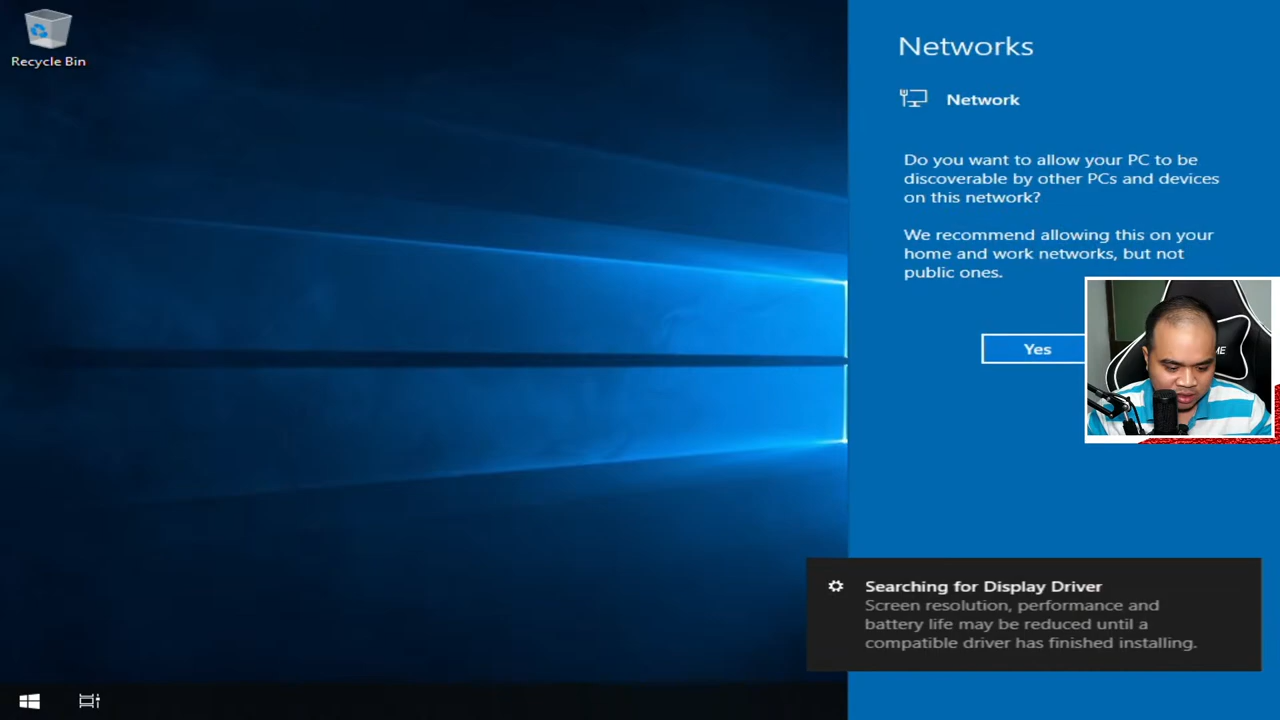 Recycle Bin
Networks
Network
Do you want to allow your PC to be
discoverable by other PCs and devices
on this network?
We recommend allowing this on your
home and work networks, but not
public ones.
Yes
Searching for Display Driver
Screen resolution, performance and
battery life may be reduced until a
compatible driver has finished installing.